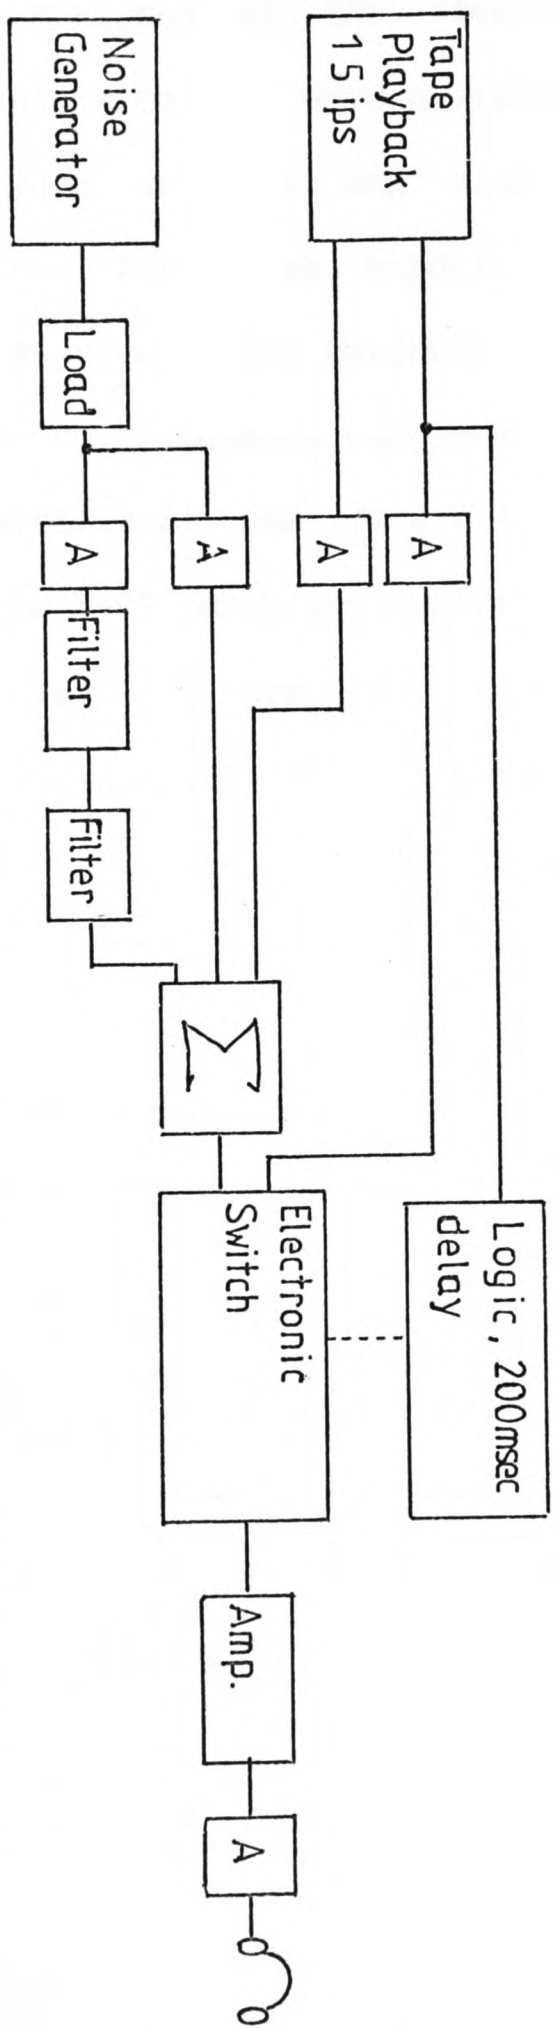 Tape
Playback
15 ips
Noise
Generator
Load
A
A
A
A
Filter
Filter
Σ
Logic, 200msec
delay
Electronic
Switch
Amp.
A